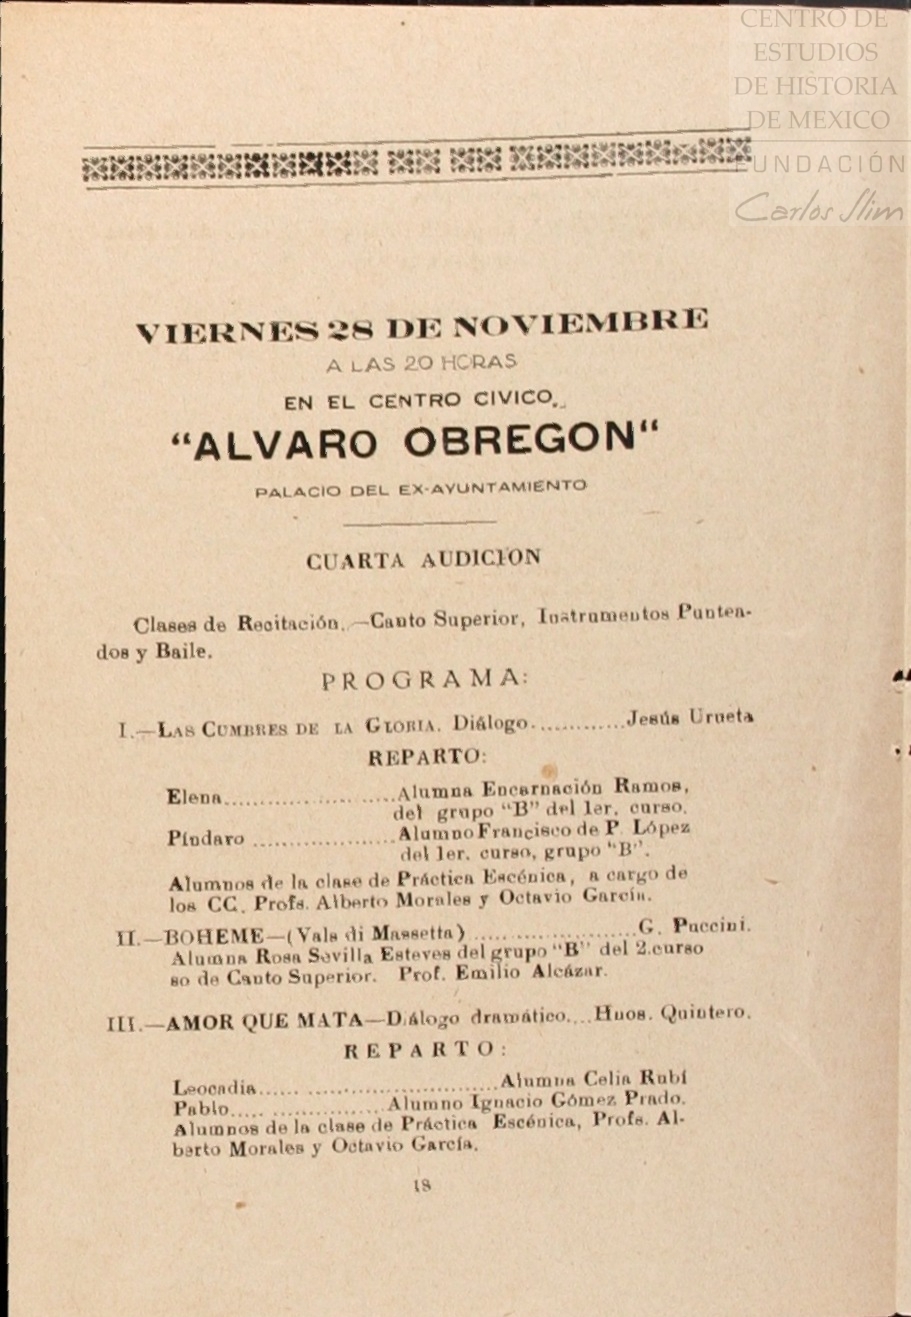 CENTRO DE
ESTUDIOS
DE HISTORIA
DE MEXICO
FUNDACIÓN
Carlos Slim
VIERNES 28 DE NOVIEMBRE
A LAS 20 HORAS
EN EL CENTRO CIVICO,
"ALVARO OBREGON"
PALACIO DEL EX-AYUNTAMIENTO
CUARTA AUDICION
Clases de Recitación.—Canto Superior, Instrumentos Puntea-
dos y Baile.
PROGRAMA:
I.—LAS CUMBRES DE LA GLORIA. Diálogo............Jesús Urueta
REPARTO:
Elena........................Alumna Encarnación Ramos,
del grupo "B" del 1er. curso.
Píndaro ....................Alumno Francisco de P. López
del 1er. curso, grupo "B".
Alumnos de la clase de Práctica Escénica, a cargo de
los CC. Profs. Alberto Morales y Octavio García.
II.—BOHEME—(Vals di Massetta) .......................G. Puccini.
Alumna Rosa Sevilla Esteves del grupo "B" del 2.curso
so de Canto Superior. Prof. Emilio Alcázar.
III.—AMOR QUE MATA—Diálogo dramático....Hnos. Quintero.
REPARTO:
Leocadia...... ...........................Alumna Celia Rubí
Pablo..... ................Alumno Ignacio Gómez Prado.
Alumnos de la clase de Práctica Escénica, Profs. Al-
berto Morales y Octavio García.
18